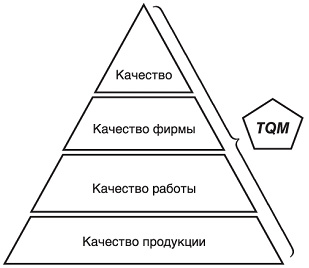 Качество
Качество фирмы
TQM
Качество работы
Качество продукции